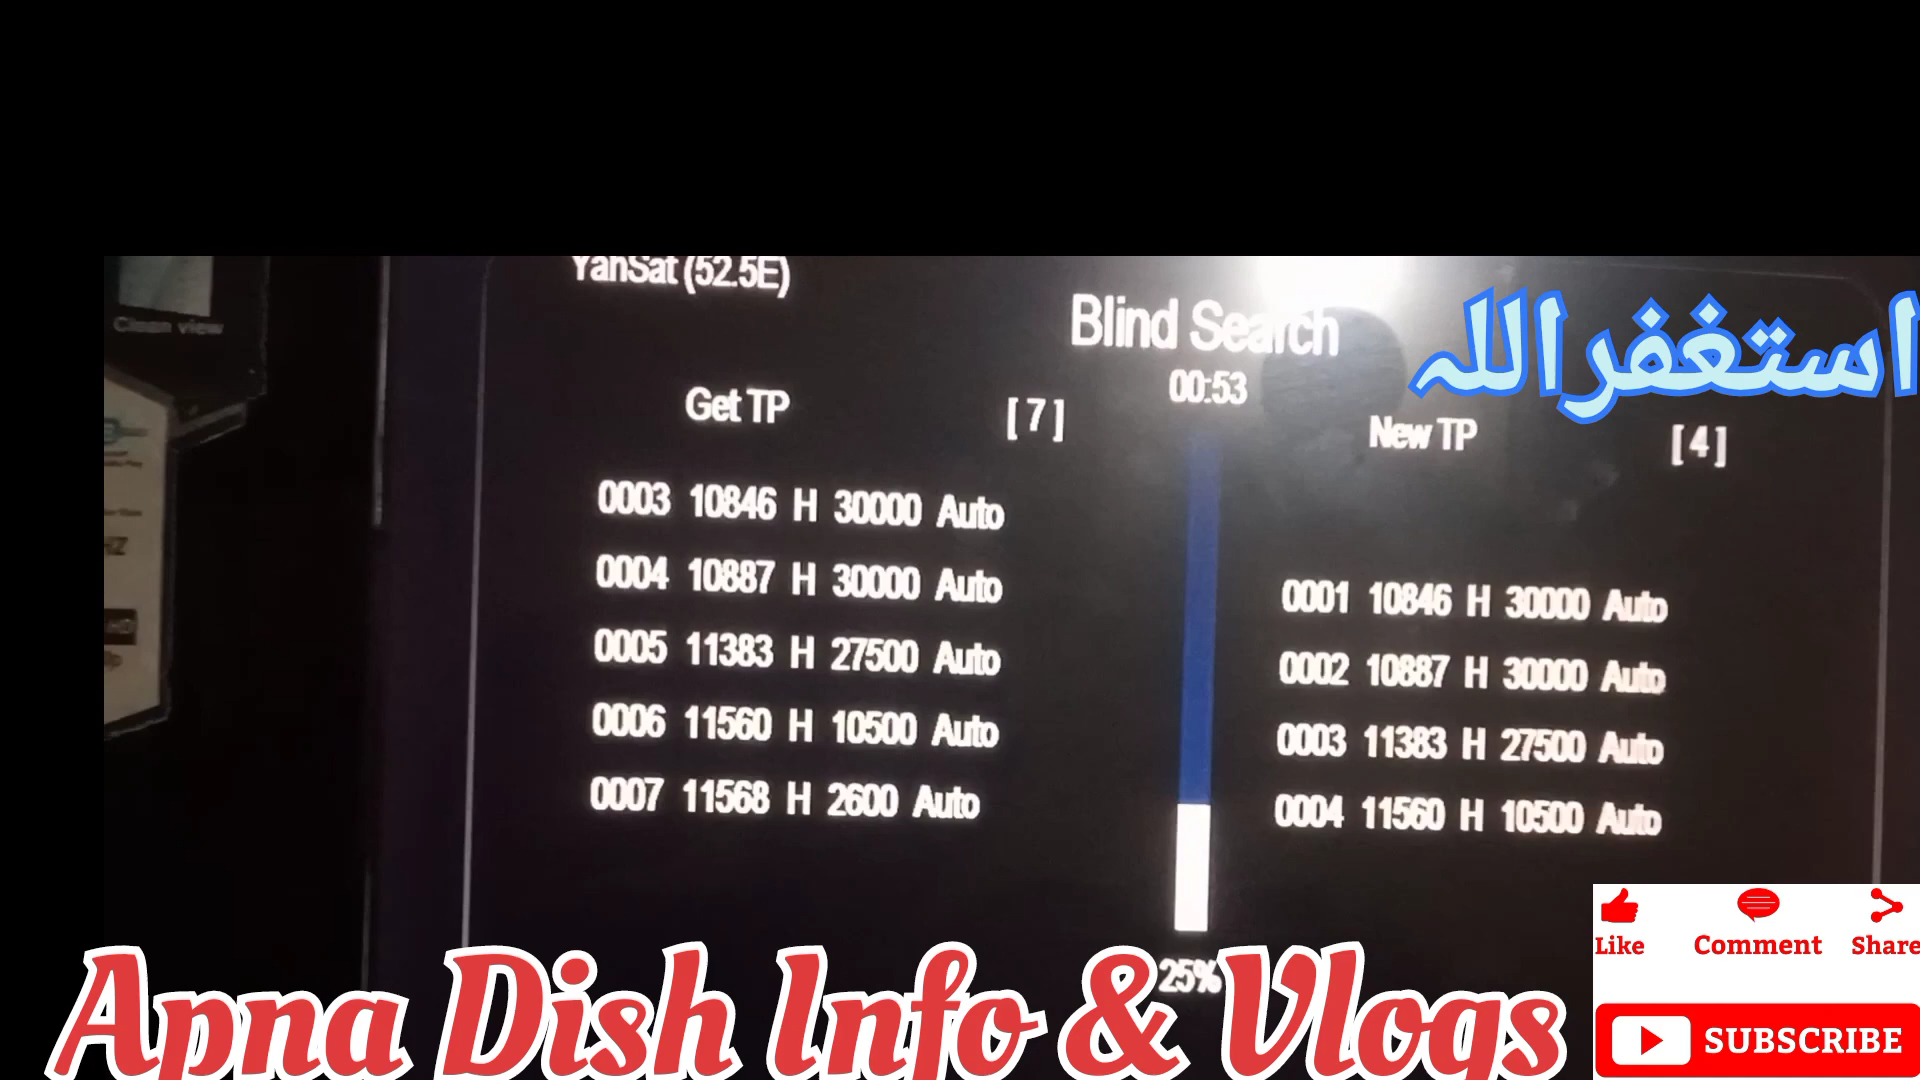 YahSat (52.5E)
Clean view
Blind Search
00:53
استغفراللہ
Get TP [ 7 ]
New TP [ 4 ]
0003 10846 H 30000 Auto
0004 10887 H 30000 Auto
0005 11383 H 27500 Auto
0006 11560 H 10500 Auto
0007 11568 H 2600 Auto
0001 10846 H 30000 Auto
0002 10887 H 30000 Auto
0003 11383 H 27500 Auto
0004 11560 H 10500 Auto
25%
Like Comment Share
SUBSCRIBE
Apna Dish Info & Vlogs